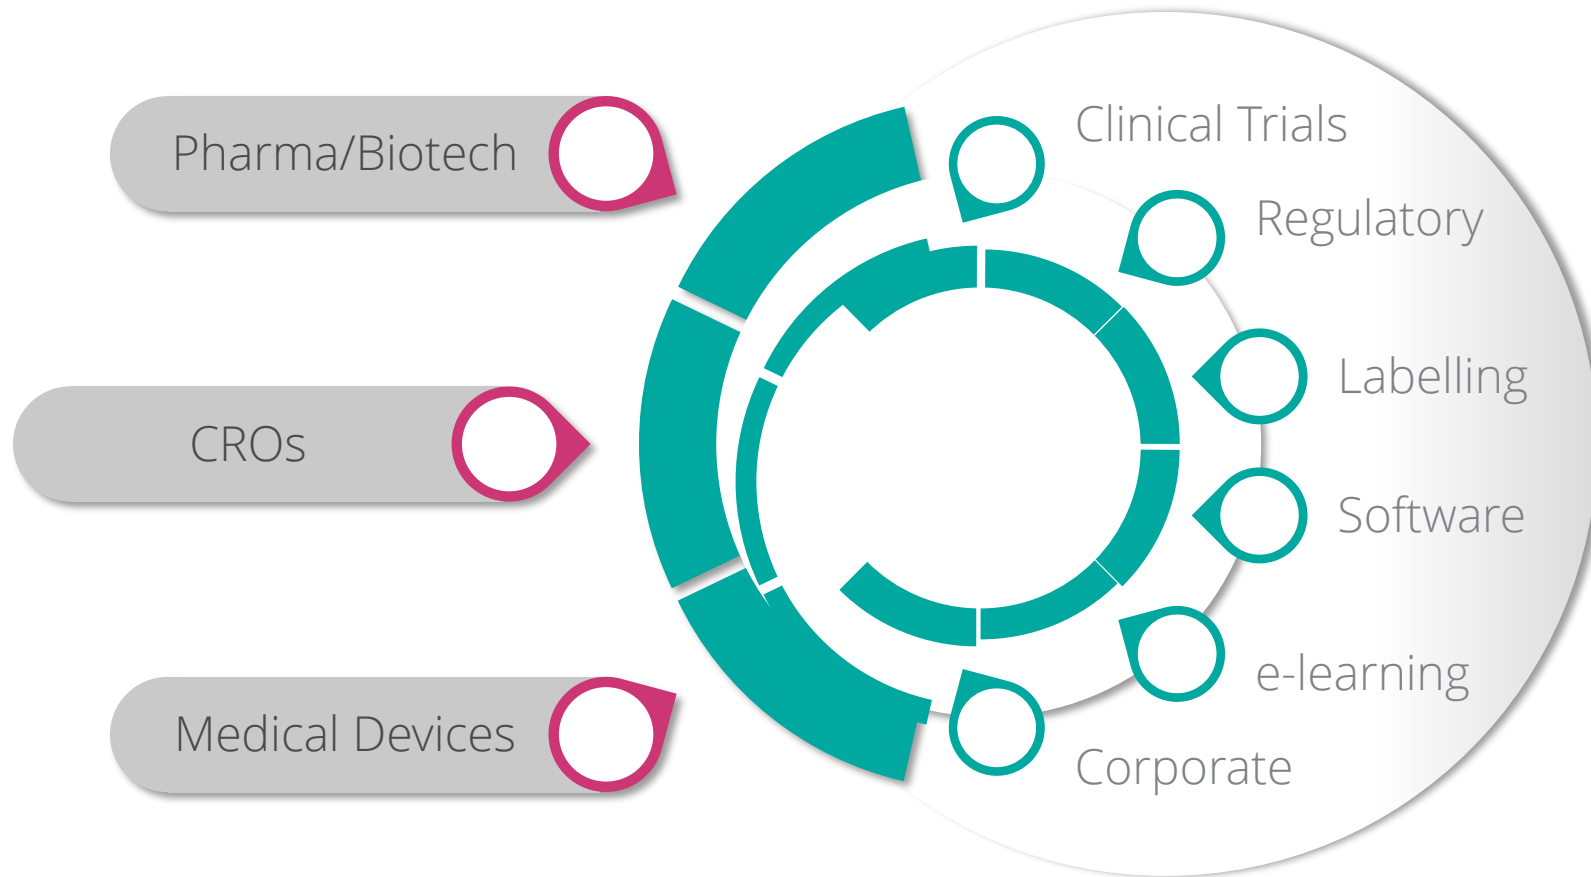 Pharma/Biotech
CROs
Medical Devices
Clinical Trials
Regulatory
Labelling
Software
e-learning
Corporate